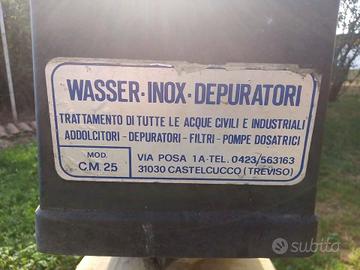 WASSER·INOX·DEPURATORI
TRATTAMENTO DI TUTTE LE ACQUE CIVILI E INDUSTRIALI
ADDOLCITORI - DEPURATORI - FILTRI - POMPE DOSATRICI
MOD.
C.M. 25
VIA POSA 1A-TEL. 0423/563163
31030 CASTELCUCCO (TREVISO)
subito